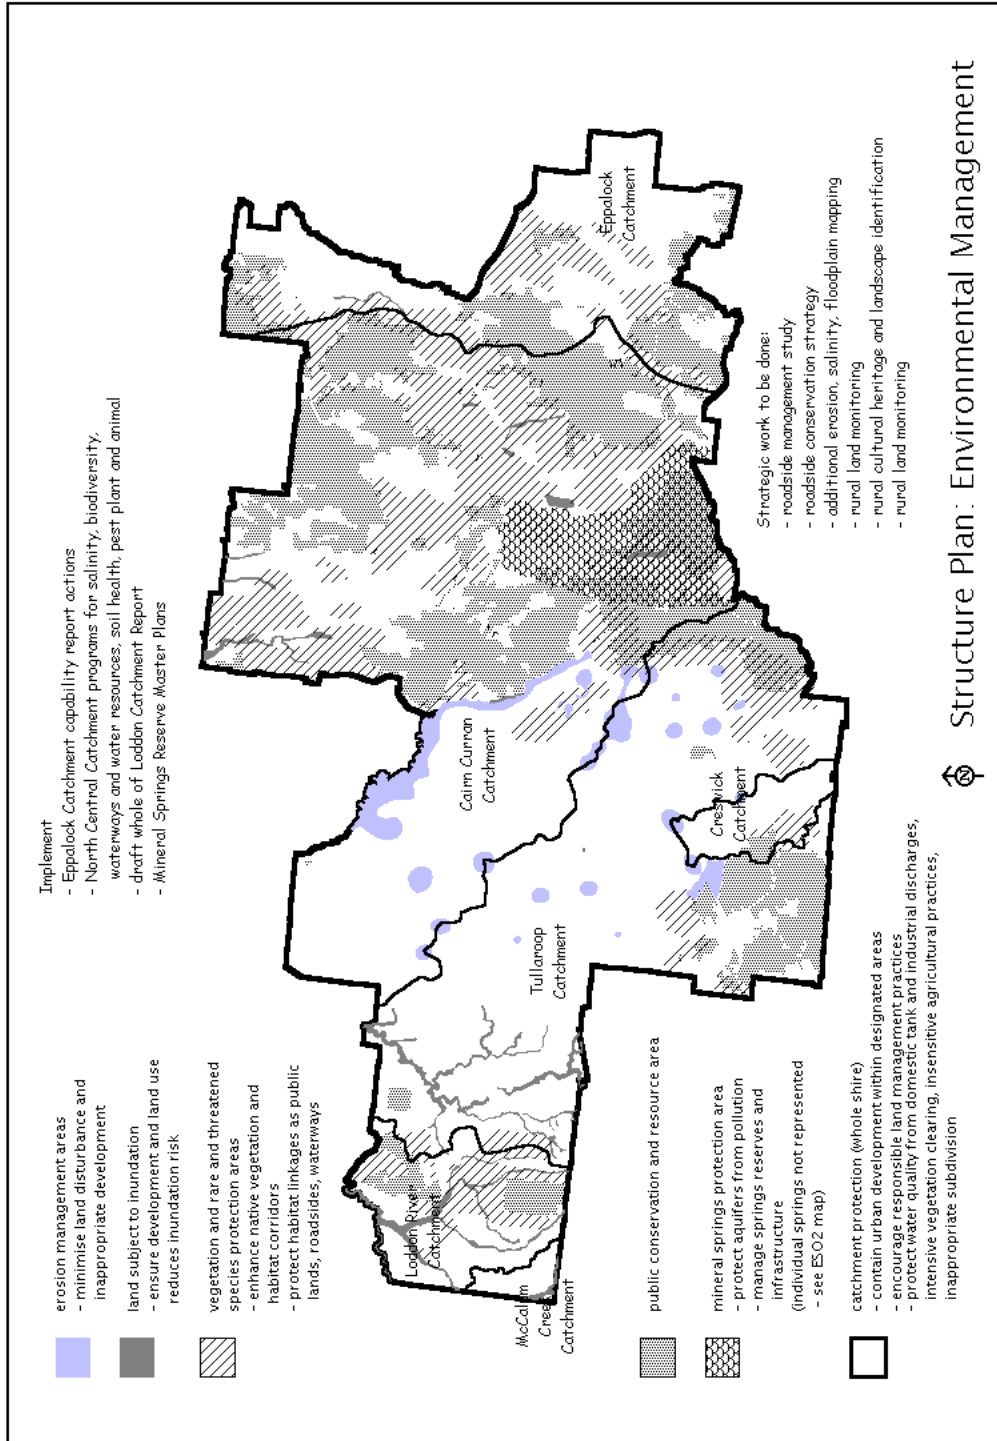 Implement
- Eppalock Catchment capability report actions
- North Central Catchment programs for salinity, biodiversity,
waterways and water resources, soil health, pest plant and animal
- draft whole of Loddon Catchment Report
- Mineral Springs Reserve Master Plans
erosion management areas
- minimise land disturbance and
inappropriate development
land subject to inundation
- ensure development and land use
reduces inundation risk
vegetation and rare and threatened
species protection areas
- enhance native vegetation and
habitat corridors
- protect habitat linkages as public
lands, roadsides, waterways
Eppalock
Catchment
Cairn Curran
Catchment
Tullaroop
Catchment
Creswick
Catchment
Loddon River
Catchment
McCallum
Creek
Catchment
public conservation and resource area
mineral springs protection area
- protect aquifers from pollution
- manage springs reserves and
infrastructure
(individual springs not represented
- see ESO2 map)
catchment protection (whole shire)
- contain urban development within designated areas
- encourage responsible land management practices
- protect water quality from domestic tank and industrial discharges,
intensive vegetation clearing, insensitive agricultural practices,
inappropriate subdivision
Strategic work to be done:
- roadside management study
- roadside conservation strategy
- additional erosion, salinity, floodplain mapping
- rural land monitoring
- rural cultural heritage and landscape identification
- rural land monitoring
N
Structure Plan: Environmental Management